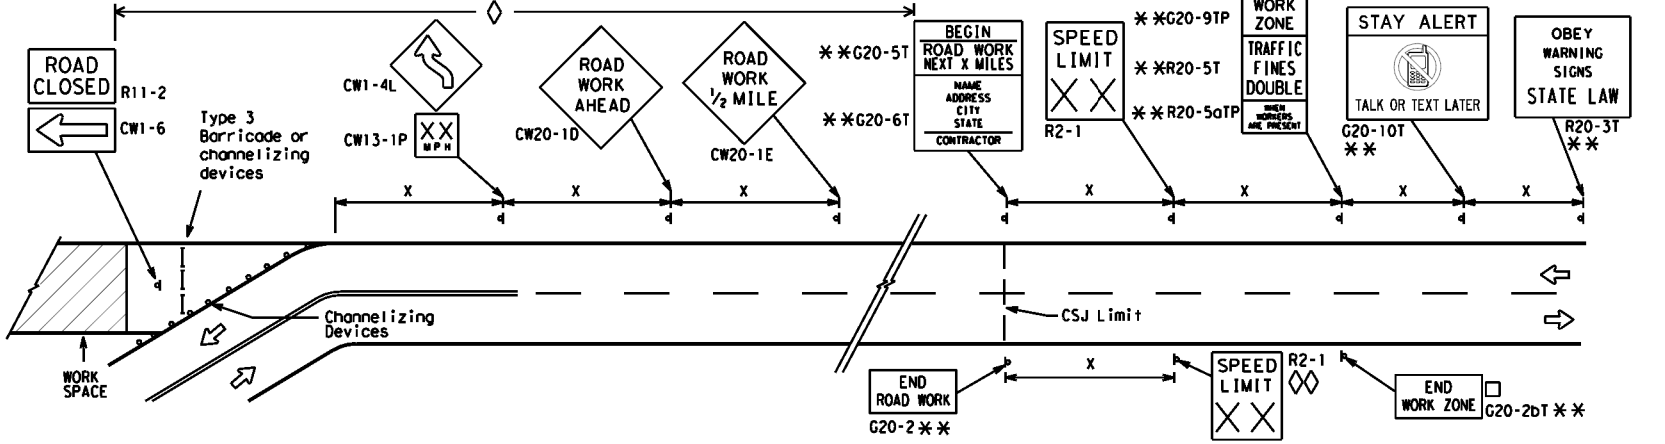 ROAD
CLOSED
R11-2
CW1-6
Type 3
Barricade or
channelizing
devices
CW1-4L
XX
MPH
CW13-1P
ROAD
WORK
AHEAD
CW20-1D
ROAD
WORK
1/2 MILE
CW20-1E
BEGIN
ROAD WORK
NEXT X MILES
NAME
ADDRESS
CITY
STATE
CONTRACTOR
**G20-5T
**G20-6T
SPEED
LIMIT
XX
R2-1
**G20-9TP
**R20-5T
**R20-5aTP
WORK
ZONE
TRAFFIC
FINES
DOUBLE
WHEN
WORKERS
ARE PRESENT
STAY ALERT
TALK OR TEXT LATER
G20-10T
**
OBEY
WARNING
SIGNS
STATE LAW
R20-3T
**
X
X
X
X
X
X
X
Channelizing
Devices
CSJ Limit
WORK
SPACE
X
END
ROAD WORK
G20-2**
SPEED
LIMIT
XX
R2-1
END
WORK ZONE
G20-2bT**